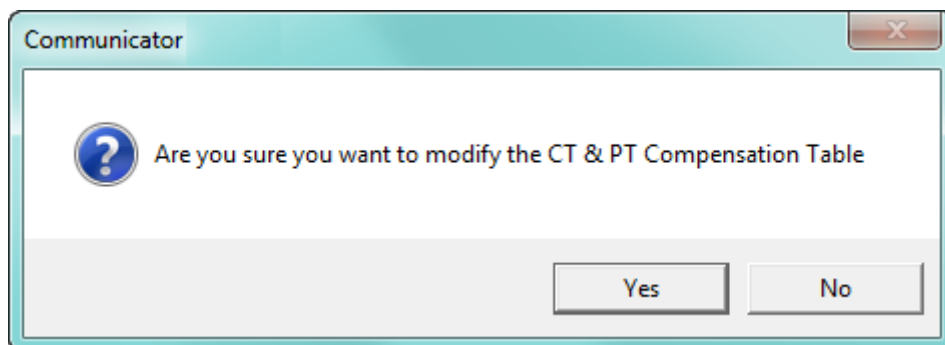 Communicator
Are you sure you want to modify the CT & PT Compensation Table
Yes
No